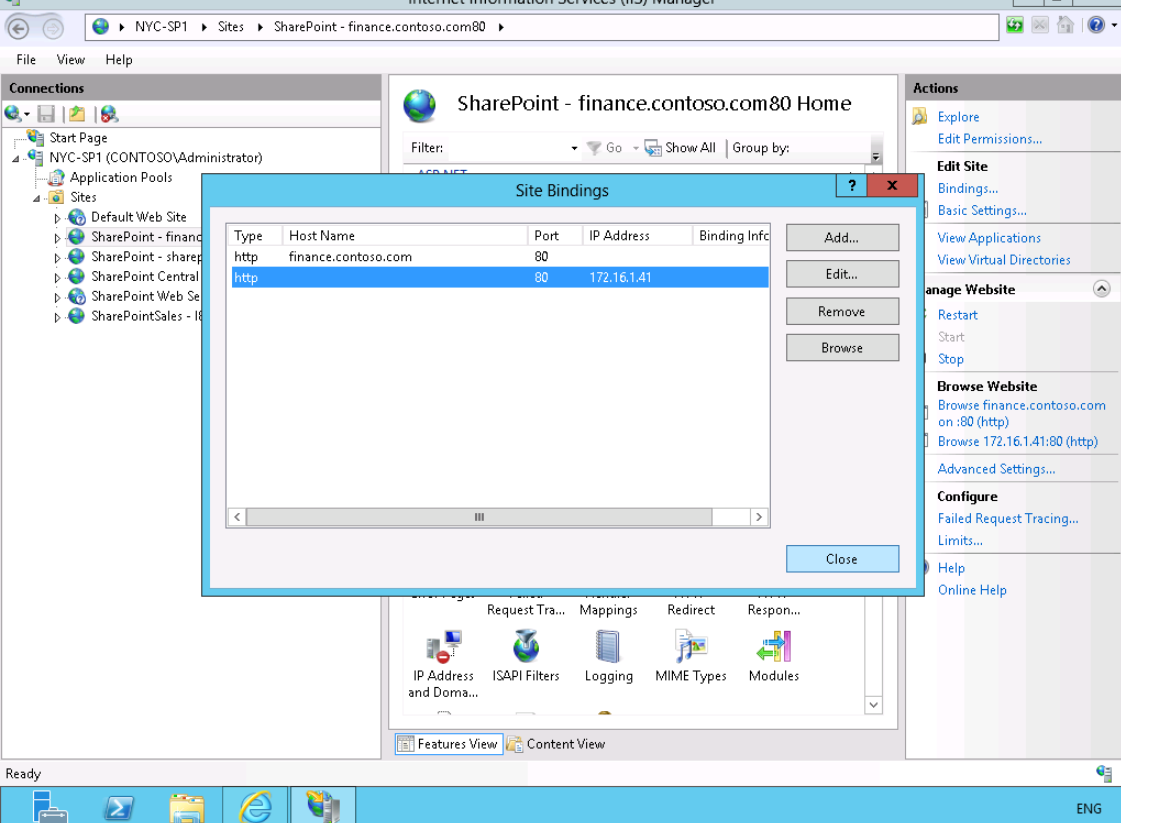 Internet Information Services (IIS) Manager
NYC-SP1 Sites SharePoint - finance.contoso.com80
File View Help
Connections
Start Page
NYC-SP1 (CONTOSO\Administrator)
Application Pools
Sites
Default Web Site
SharePoint - financ
SharePoint - sharep
SharePoint Central
SharePoint Web Se
SharePointSales - I8
SharePoint - finance.contoso.com80 Home
Filter: Go Show All Group by:
ASP.NET
Site Bindings
? x
Type Host Name Port IP Address Binding Info
http finance.contoso.com 80
http 80 172.16.1.41
Add...
Edit...
Remove
Browse
Close
Request Tra... Mappings Redirect Respon...
IP Address and Doma...
ISAPI Filters
Logging
MIME Types
Modules
Features View Content View
Actions
Explore
Edit Permissions...
Edit Site
Bindings...
Basic Settings...
View Applications
View Virtual Directories
anage Website
Restart
Start
Stop
Browse Website
Browse finance.contoso.com
on :80 (http)
Browse 172.16.1.41:80 (http)
Advanced Settings...
Configure
Failed Request Tracing...
Limits...
Help
Online Help
Ready
ENG